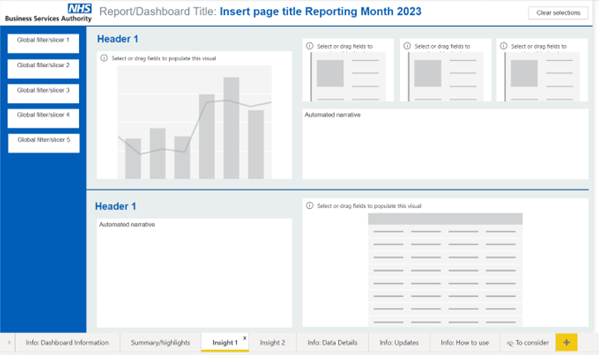 NHS
Business Services Authority
Report/Dashboard Title: Insert page title Reporting Month 2023
Clear selections
Global filter/slicer 1
Global filter/slicer 2
Global filter/slicer 3
Global filter/slicer 4
Global filter/slicer 5
Header 1
Select or drag fields to populate this visual
Select or drag fields to
Select or drag fields to
Select or drag fields to
Automated narrative
Header 1
Automated narrative
Select or drag fields to populate this visual
Info: Dashboard Information
Summary/highlights
Insight 1
x
Insight 2
Info: Data Details
Info: Updates
Info: How to use
To consider
+